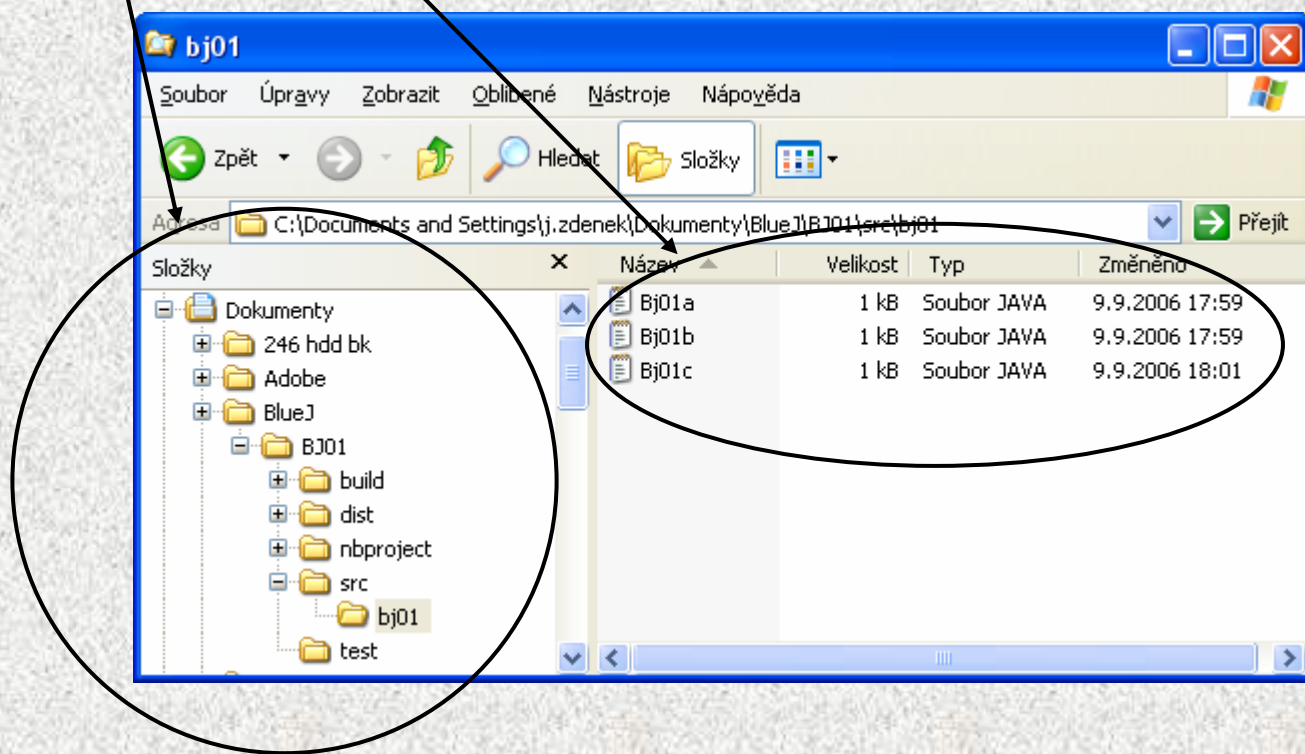 bj01
Soubor Úpravy Zobrazit Oblíbené Nástroje Nápověda
Zpět Hledat Složky
Adresa C:\Documents and Settings\j.zdenek\Dokumenty\BlueJ\BJ01\src\bj01 Přejít
Složky Název Velikost Typ Změněno
Dokumenty
246 hdd bk
Adobe
BlueJ
BJ01
build
dist
nbproject
src
bj01
test
Bj01a 1 kB Soubor JAVA 9.9.2006 17:59
Bj01b 1 kB Soubor JAVA 9.9.2006 17:59
Bj01c 1 kB Soubor JAVA 9.9.2006 18:01